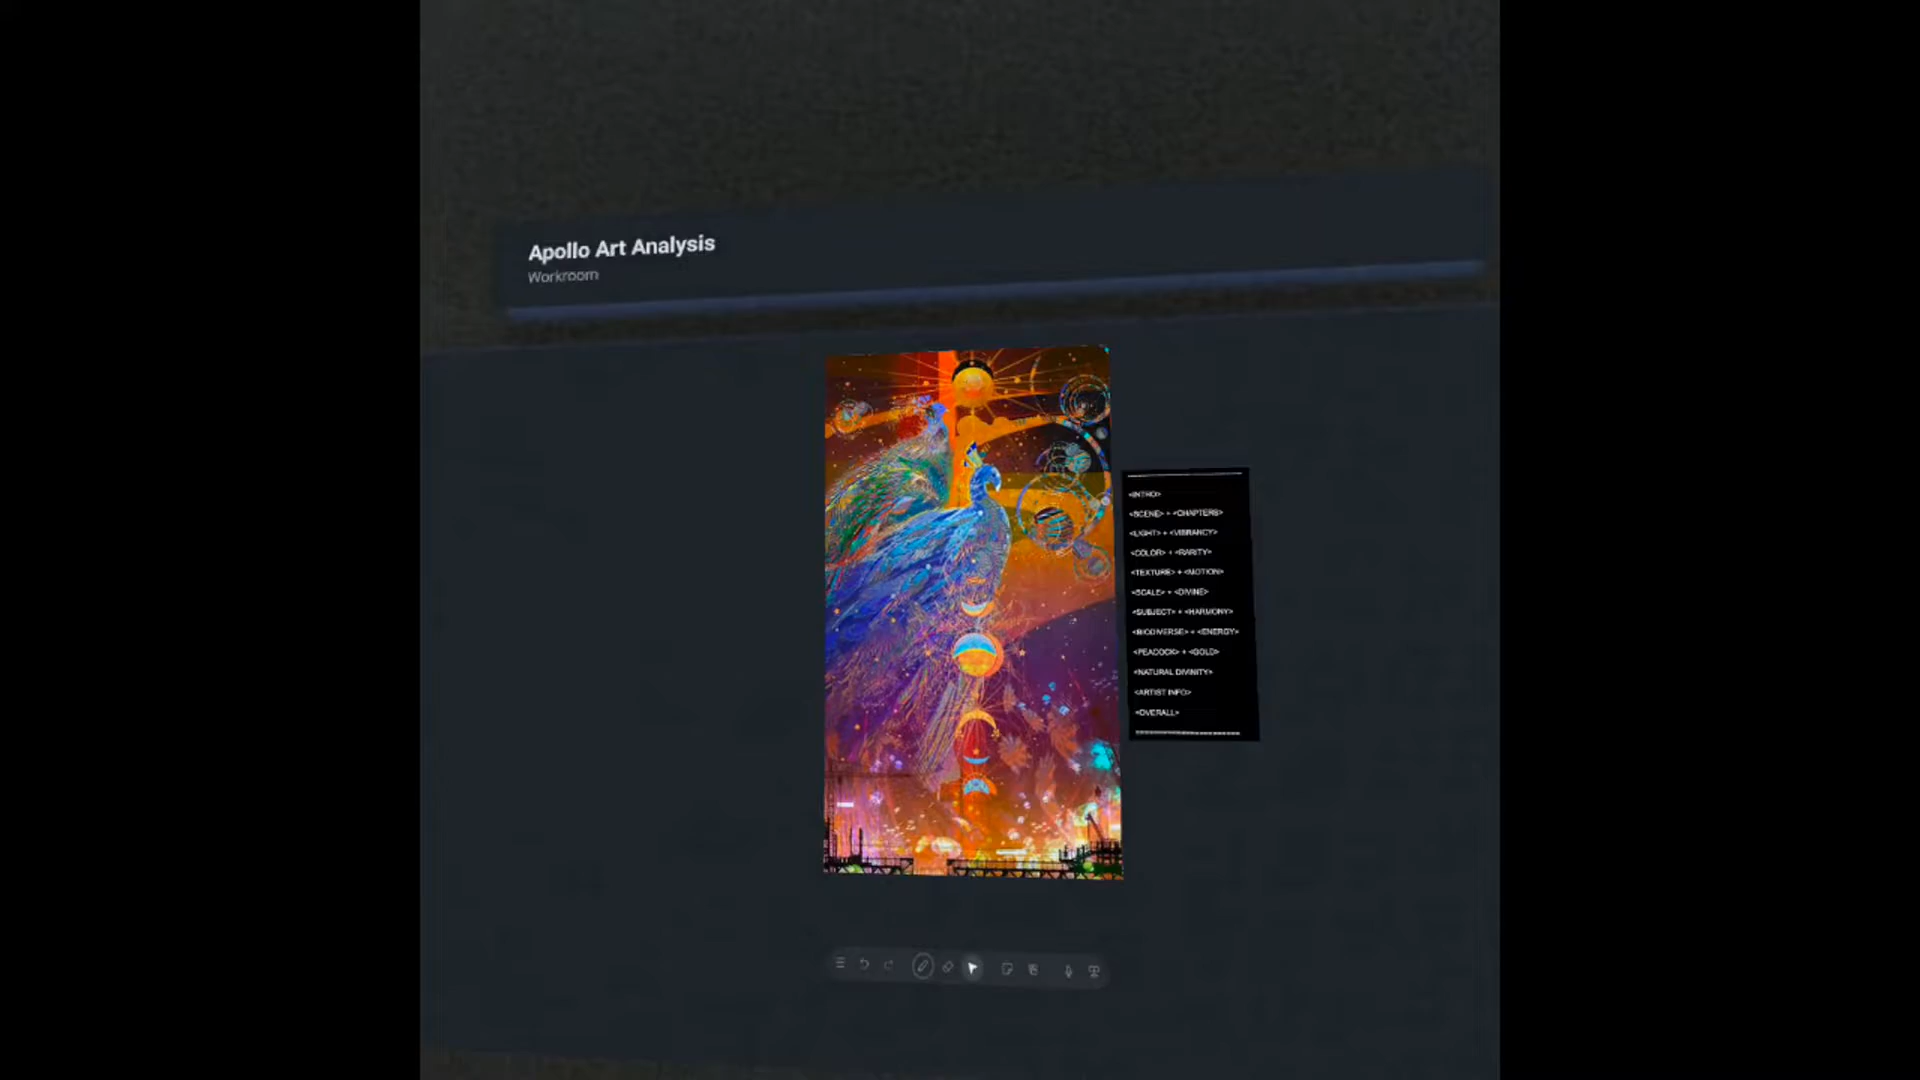 Apollo Art Analysis
Workroom
<INTRO>
<SCENE> + <CHAPTERS>
<LIGHT> + <VIBRANCY>
<COLOR> + <RARITY>
<TEXTURE> + <MOTION>
<SCALE> + <DIVINE>
<SUBJECT> + <HARMONY>
<BIODIVERSE> + <ENERGY>
<PEACOCK> + <GOLD>
<NATURAL DIVINITY>
<ARTIST INFO>
<OVERALL>